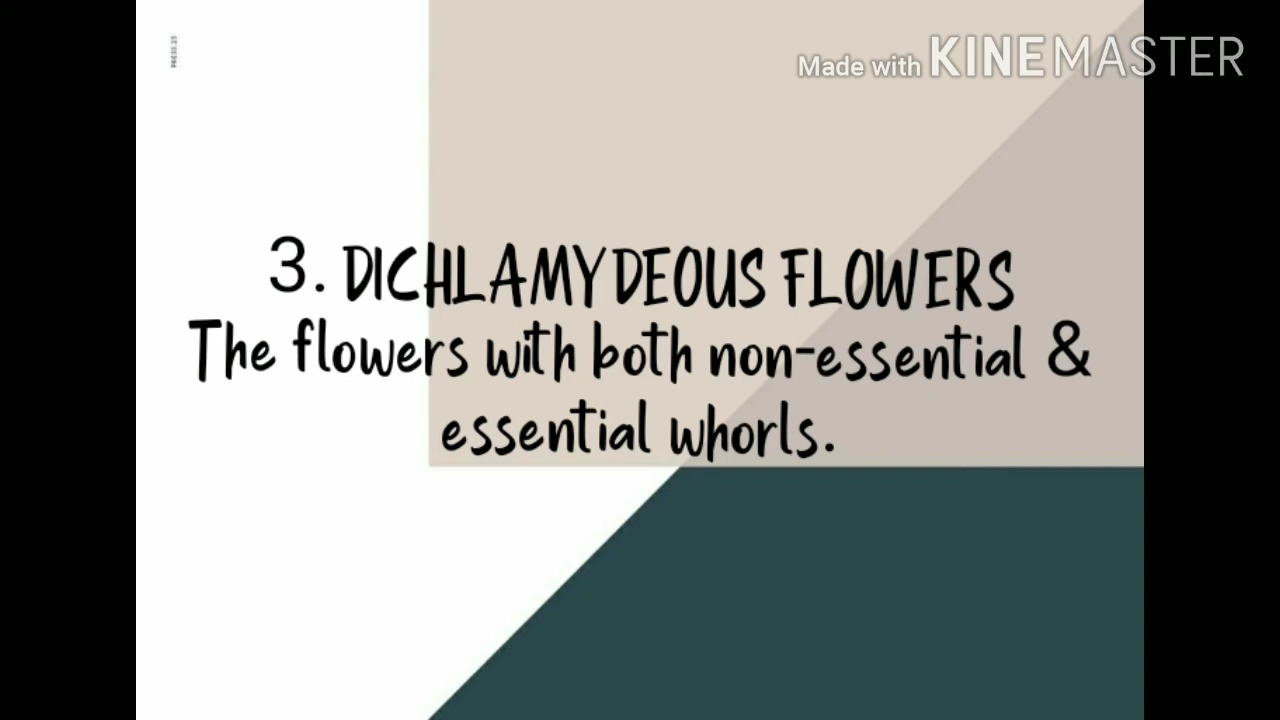 Made with KINEMASTER
3. DICHLAMYDEOUS FLOWERS
The flowers with both non-essential &
essential whorls.